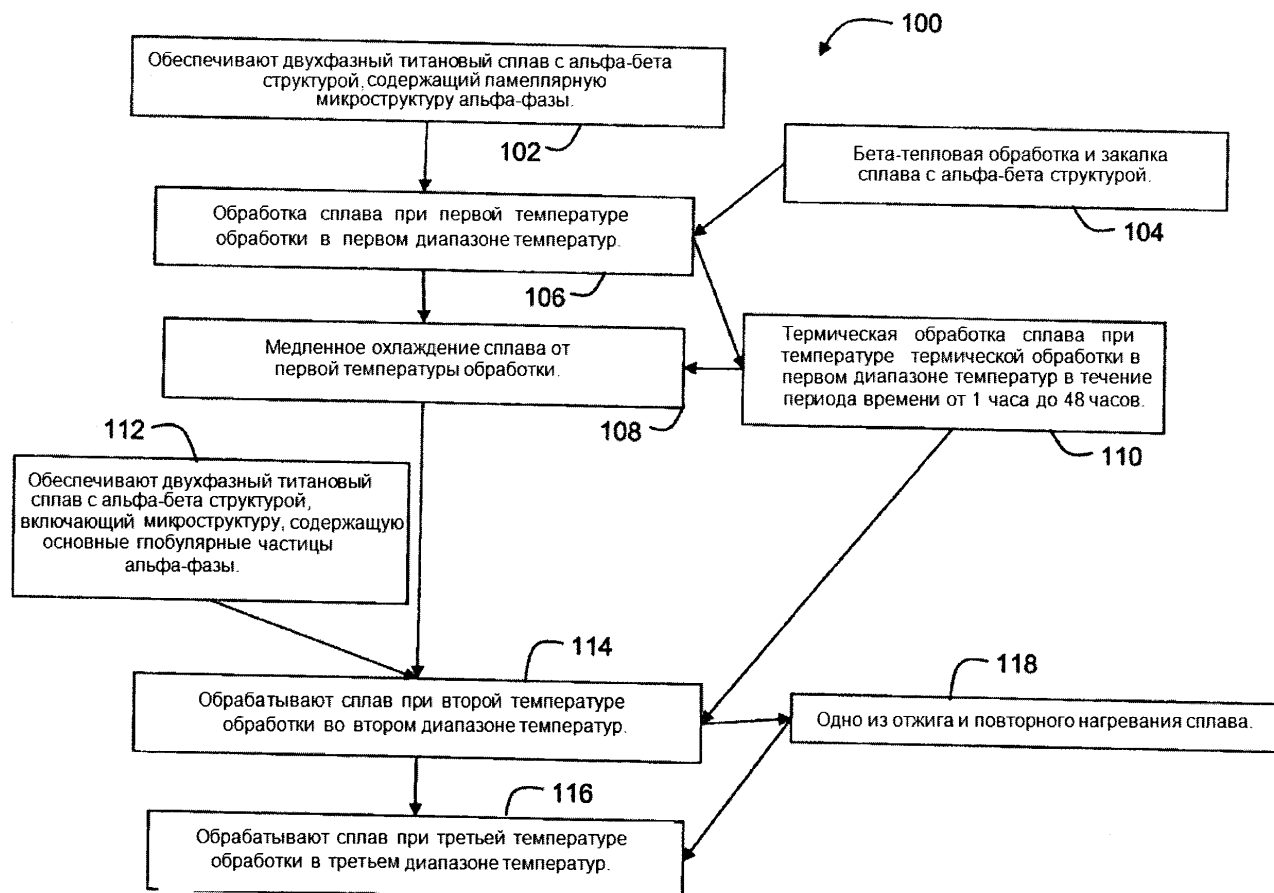 100
Обеспечивают двухфазный титановый сплав с альфа-бета
структурой, содержащий ламеллярную
микроструктуру альфа-фазы.
102
Бета-тепловая обработка и закалка
сплава с альфа-бета структурой.
104
Обработка сплава при первой температуре
обработки в первом диапазоне температур.
106
Медленное охлаждение сплава от
первой температуры обработки.
108
Термическая обработка сплава при
температуре термической обработки в
первом диапазоне температур в течение
периода времени от 1 часа до 48 часов.
110
112
Обеспечивают двухфазный титановый
сплав с альфа-бета структурой,
включающий микроструктуру, содержащую
основные глобулярные частицы
альфа-фазы.
114
Обрабатывают сплав при второй температуре
обработки во втором диапазоне температур.
118
Одно из отжига и повторного нагревания сплава.
116
Обрабатывают сплав при третьей температуре
обработки в третьем диапазоне температур.